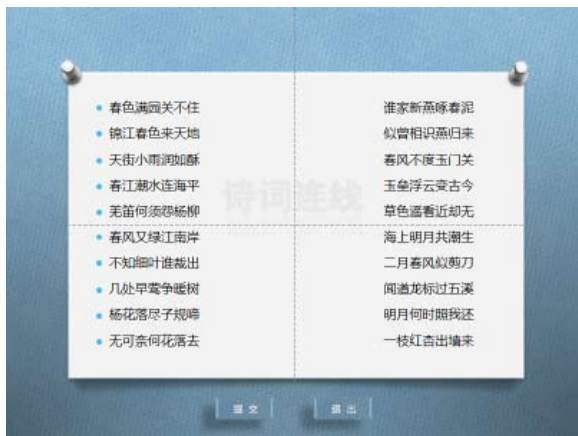 春色满园关不住
谁家新燕啄春泥
锦江春色来天地
似曾相识燕归来
天街小雨润如酥
春风不度玉门关
春江潮水连海平
玉垒浮云变古今
诗词连线
羌笛何须怨杨柳
草色遥看近却无
春风又绿江南岸
海上明月共潮生
不知细叶谁裁出
二月春风似剪刀
几处早莺争暖树
闻道龙标过五溪
杨花落尽子规啼
明月何时照我还
无可奈何花落去
一枝红杏出墙来
提交
退出